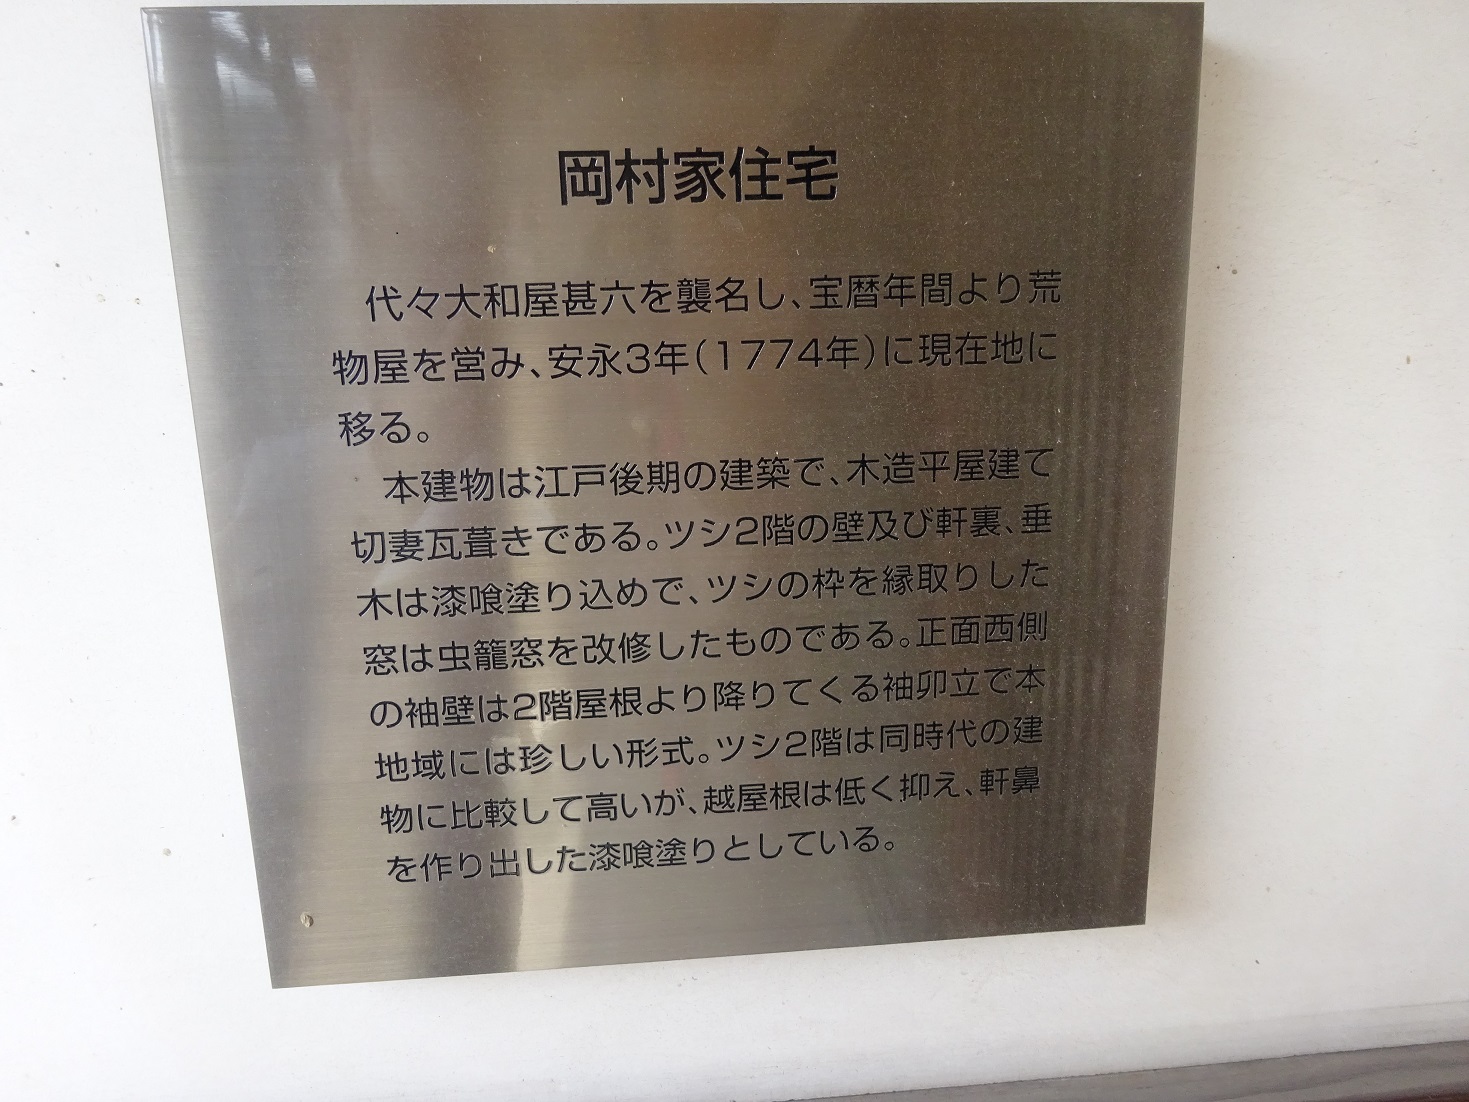 岡村家住宅
代々大和屋甚六を襲名し、宝暦年間より荒
物屋を営み、安永3年(1774年)に現在地に
移る。
本建物は江戸後期の建築で、木造平屋建て
切妻瓦葺きである。ツシ2階の壁及び軒裏、垂
木は漆喰塗り込めで、ツシの枠を縁取りした
窓は虫籠窓を改修したものである。正面西側
の袖壁は2階屋根より降りてくる袖卯立で本
地域には珍しい形式。ツシ2階は同時代の建
物に比較して高いが、越屋根は低く抑え、軒鼻
を作り出した漆喰塗りとしている。